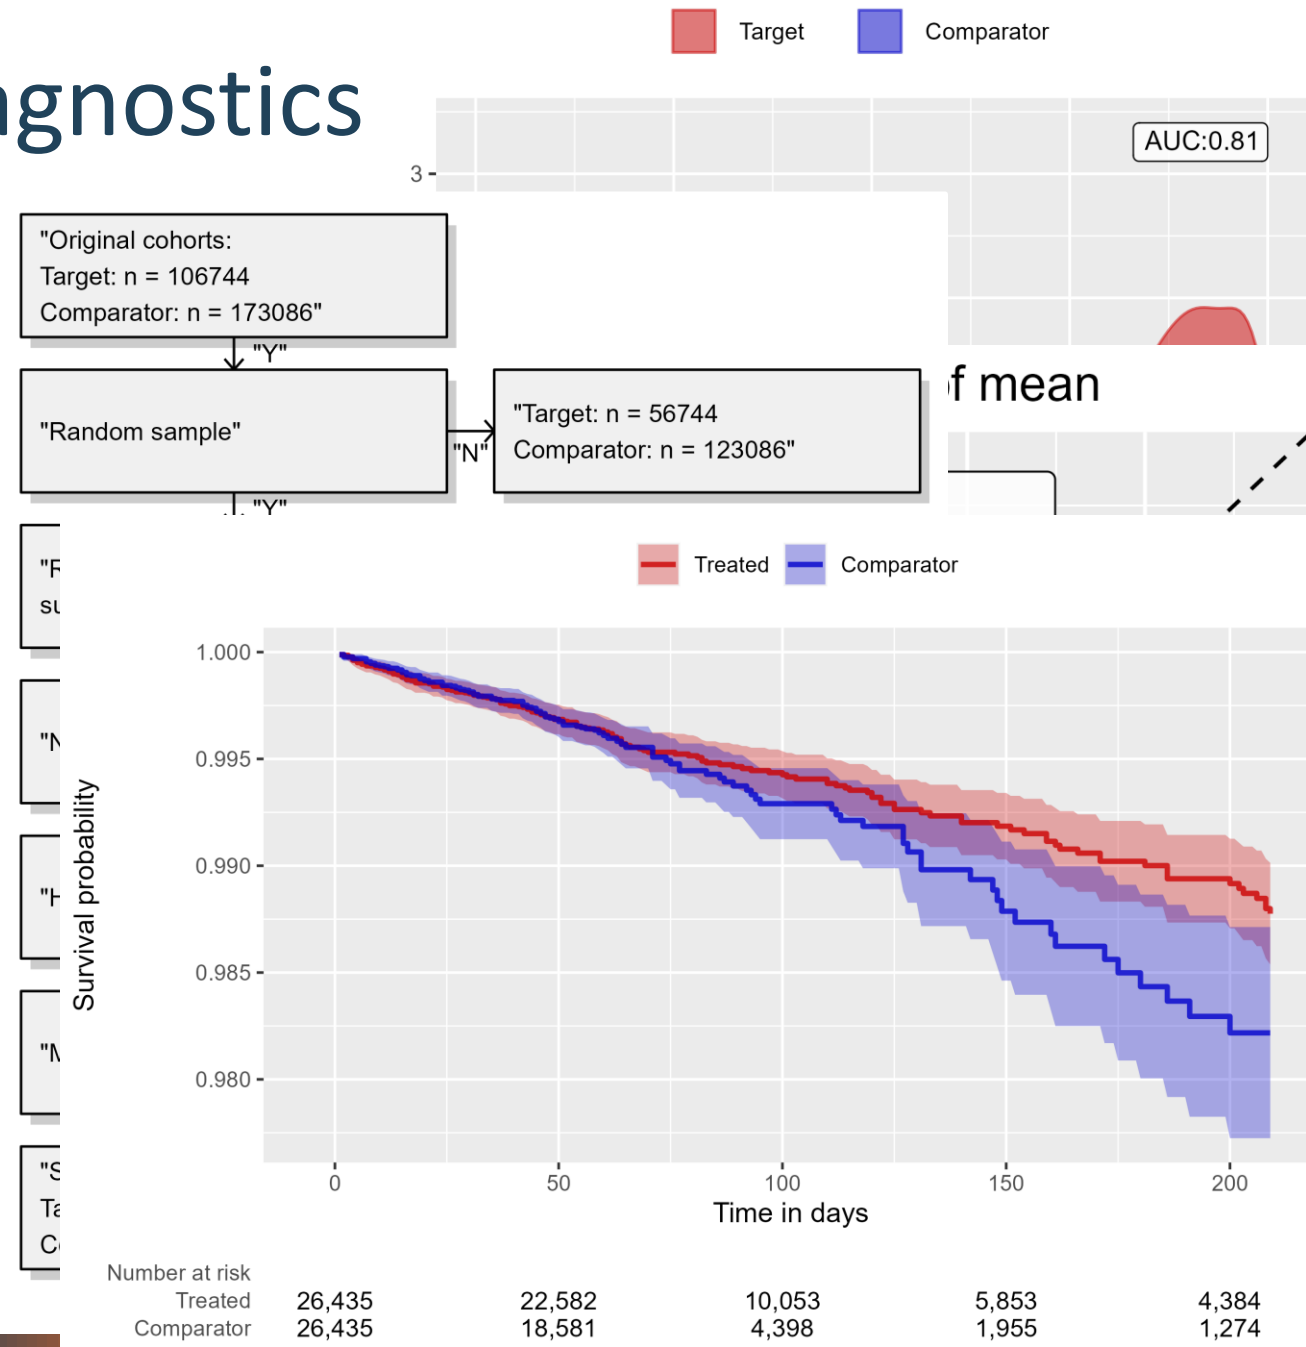 Target Comparator
AUC:0.81
3
"Original cohorts:
Target: n = 106744
Comparator: n = 173086"
"Y"
"Random sample"
"N"
"Target: n = 56744
Comparator: n = 123086"
"Y"
mean
Treated Comparator
Survival probability
1.000
0.995
0.990
0.985
0.980
0 50 100 150 200
Time in days
Number at risk
Treated 26,435 22,582 10,053 5,853 4,384
Comparator 26,435 18,581 4,398 1,955 1,274